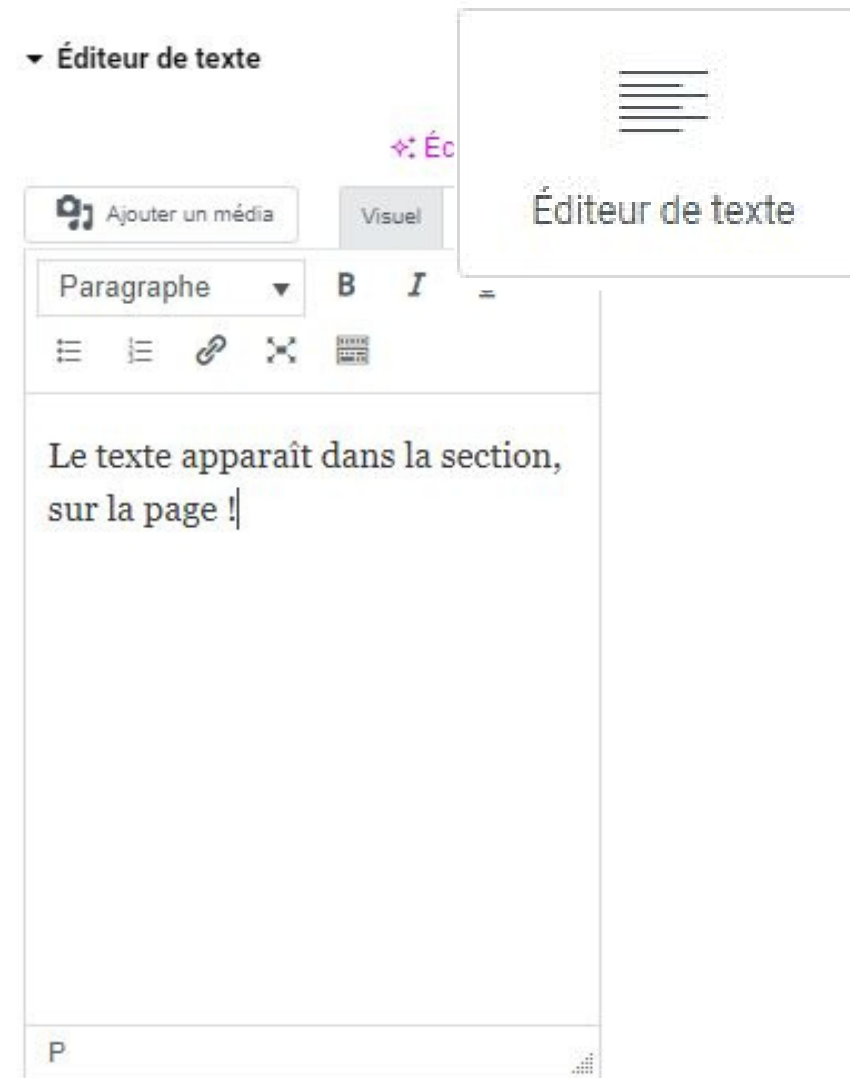 Éditeur de texte
Éc
Ajouter un média
Visuel
Éditeur de texte
Paragraphe
B I
Le texte apparaît dans la section,
sur la page !
P